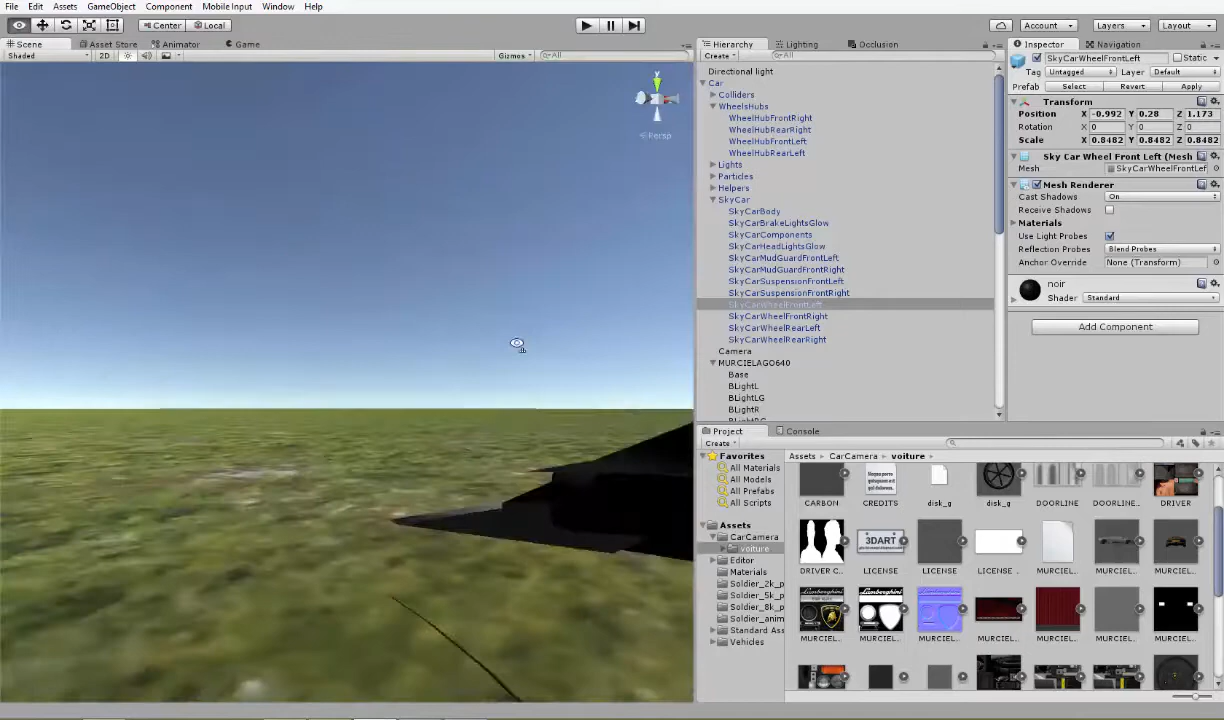 File Edit Assets GameObject Component Mobile Input Window Help
Center Local Account Layers Layout
Scene Asset Store Animator Game
Shaded 2D Gizmos All
y
Persp
Hierarchy Lighting Occlusion
Create All
Directional light
Car
Colliders
WheelsHubs
WheelHubFrontRight
WheelHubRearRight
WheelHubFrontLeft
WheelHubRearLeft
Lights
Particles
Helpers
SkyCar
SkyCarBody
SkyCarBrakeLightsGlow
SkyCarComponents
SkyCarHeadLightsGlow
SkyCarMudGuardFrontLeft
SkyCarMudGuardFrontRight
SkyCarSuspensionFrontLeft
SkyCarSuspensionFrontRight
SkyCarWheelFrontLeft
SkyCarWheelFrontRight
SkyCarWheelRearLeft
SkyCarWheelRearRight
Camera
MURCIELAGO640
Base
BLightL
BLightLG
BLightR
Inspector Navigation
SkyCarWheelFrontLeft Static
Tag Untagged Layer Default
Prefab Select Revert Apply
Transform
Position X -0.992 Y 0.28 Z 1.173
Rotation X 0 Y 0 Z 0
Scale X 0.8482 Y 0.8482 Z 0.8482
Sky Car Wheel Front Left (Mesh
Mesh SkyCarWheelFrontLef
Mesh Renderer
Cast Shadows On
Receive Shadows
Materials
Use Light Probes
Reflection Probes Blend Probes
Anchor Override None (Transform)
noir
Shader Standard
Add Component
Project Console
Create
Favorites
All Materials
All Models
All Prefabs
All Scripts
Assets
CarCamera
voiture
Editor
Materials
Soldier_2k_p
Soldier_5k_p
Soldier_8k_p
Soldier_anim
Standard Ass
Vehicles
Assets CarCamera voiture
CARBON CREDITS disk_g disk_g DOORLINE DOORLINE... DRIVER
3DART
DRIVER C... LICENSE LICENSE LICENSE ... MURCIEL... MURCIEL... MURCIEL...
Lamborghini Lamborghini Lamborghini
MURCIEL... MURCIEL... MURCIEL... MURCIEL... MURCIEL... MURCIEL... MURCIEL...